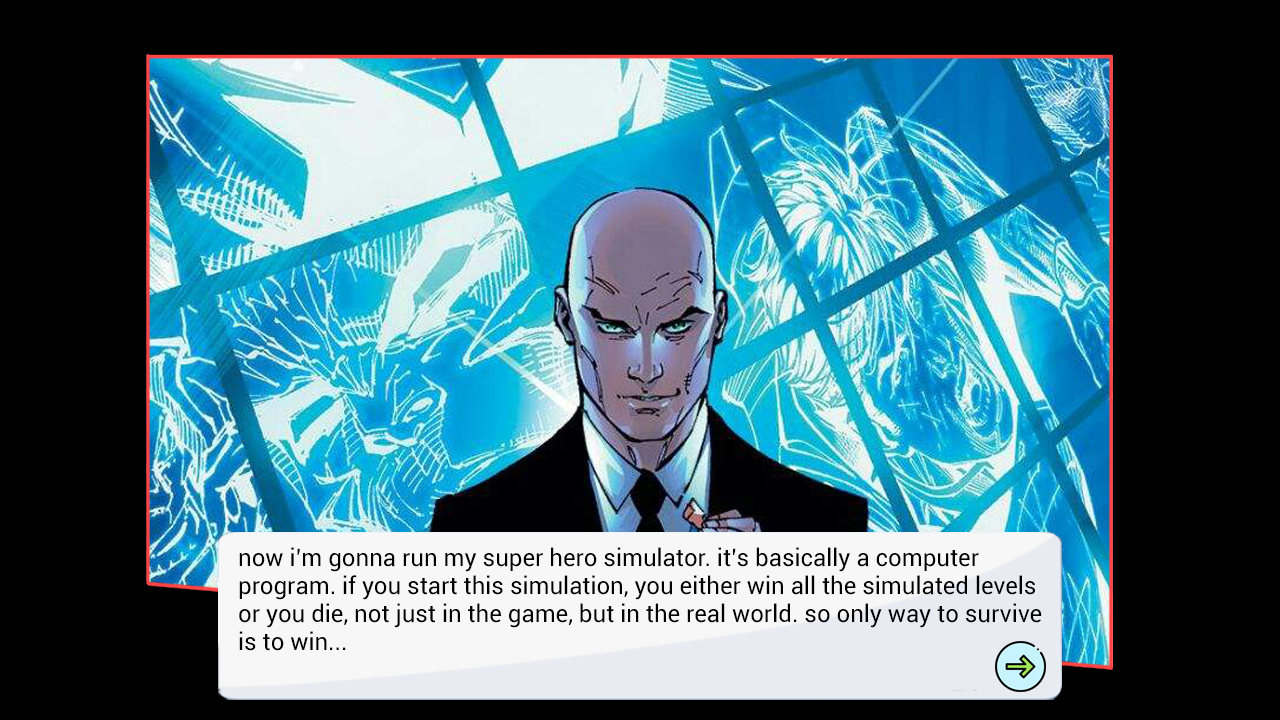 now i'm gonna run my super hero simulator. it's basically a computer
program. if you start this simulation, you either win all the simulated levels
or you die, not just in the game, but in the real world. so only way to survive
is to win...